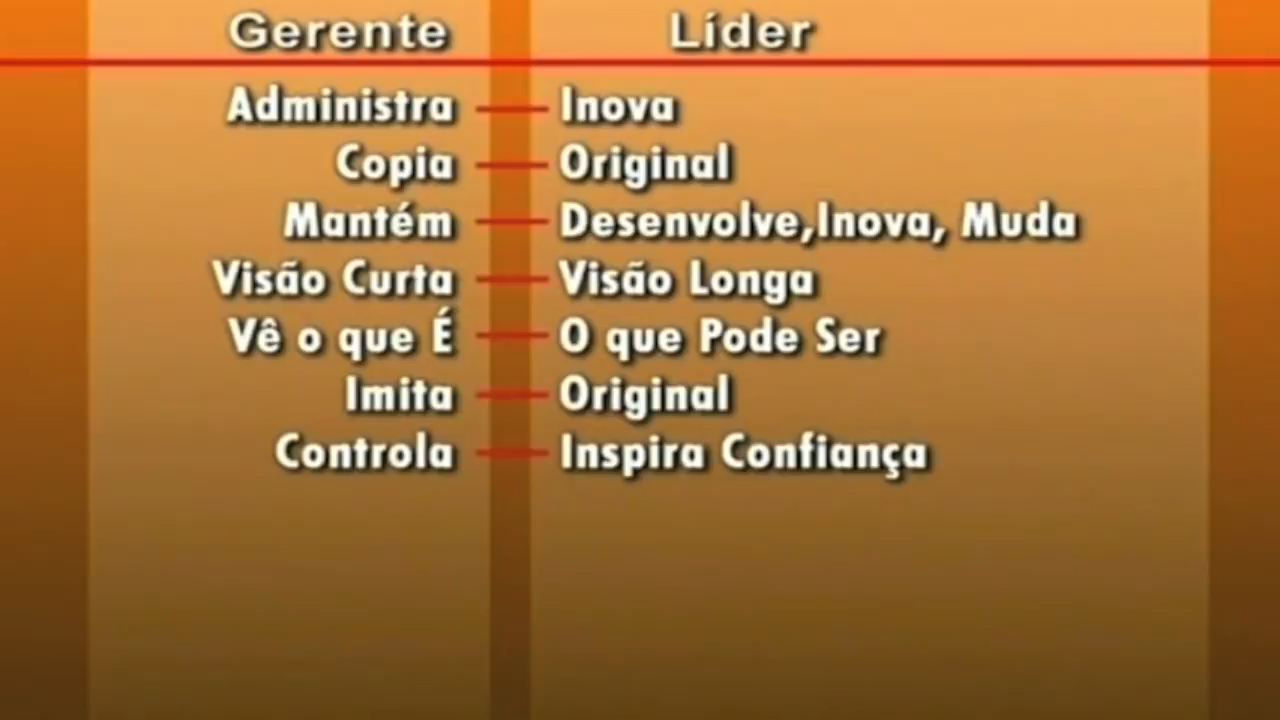 Gerente Líder
Administra Inova
Copia Original
Mantém Desenvolve,Inova, Muda
Visão Curta Visão Longa
Vê o que É O que Pode Ser
Imita Original
Controla Inspira Confiança